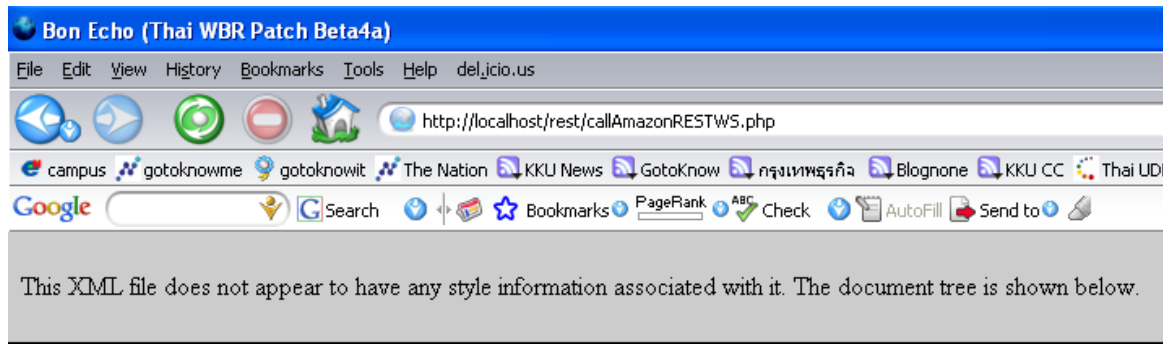 Bon Echo (Thai WBR Patch Beta4a)
File Edit View History Bookmarks Tools Help del.icio.us
http://localhost/rest/callAmazonRESTWS.php
campus gotoknowme gotoknowit The Nation KKU News GotoKnow กรุงเทพธุรกิจ Blognone KKU CC Thai UD
Google G Search Bookmarks PageRank ABC Check AutoFill Send to
This XML file does not appear to have any style information associated with it. The document tree is shown below.